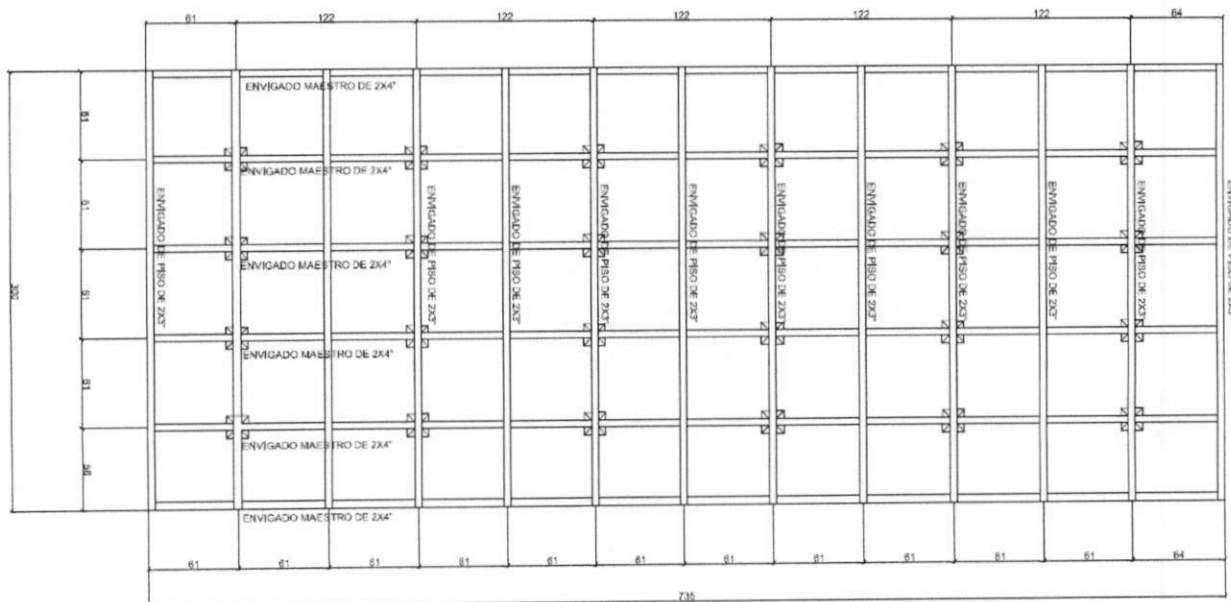 61 122 122 122 122 122 64
ENVIGADO MAESTRO DE 2X4"
61
ENVIGADO MAESTRO DE 2X4"
ENVIGADO DE PISO DE 2X3"
ENVIGADO DE PISO DE 2X3"
ENVIGADO DE PISO DE 2X3"
ENVIGADO DE PISO DE 2X3"
ENVIGADO DE PISO DE 2X3"
ENVIGADO DE PISO DE 2X3"
ENVIGADO DE PISO DE 2X3"
ENVIGADO DE PISO DE 2X3"
ENVIGADO DE PISO DE 2X3"
ENVIGADO DE PISO DE 2X3"
61
ENVIGADO MAESTRO DE 2X4"
300
61
ENVIGADO MAESTRO DE 2X4"
61
ENVIGADO MAESTRO DE 2X4"
ENVIGADO MAESTRO DE 2X4"
61 61 61 61 61 61 61 61 61 61 61 64
735